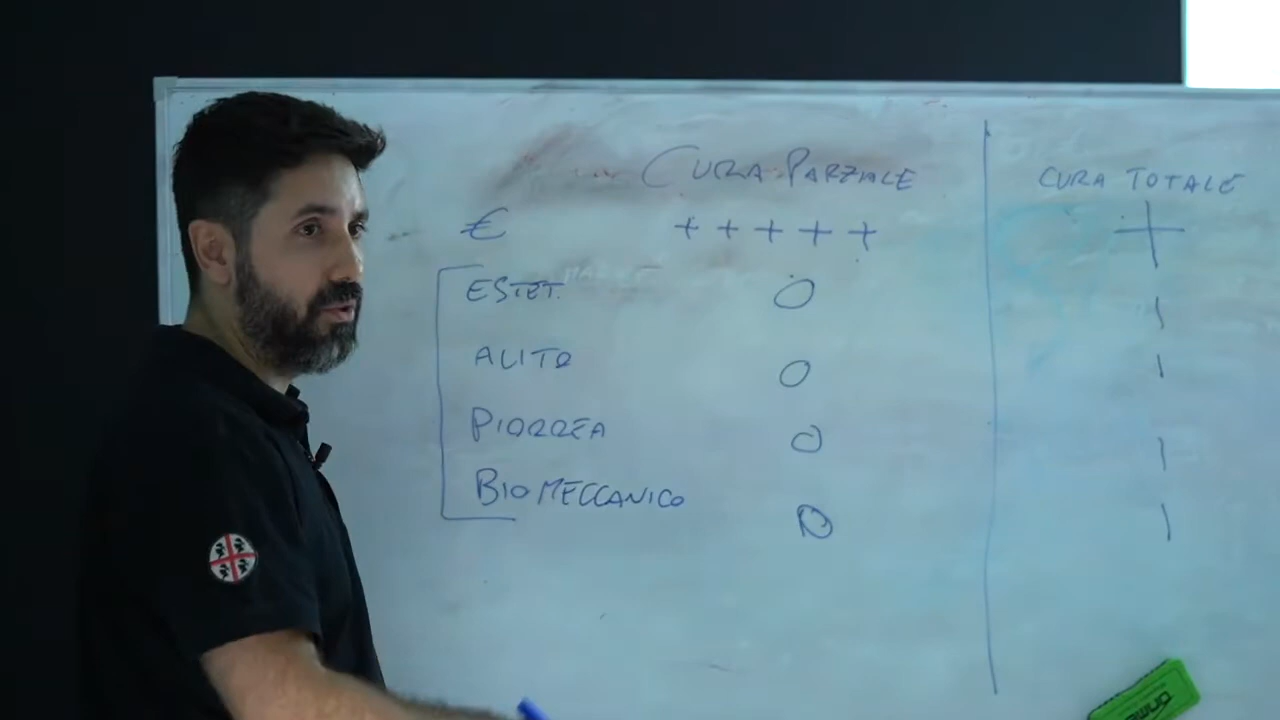 CURA PARZIALE
CURA TOTALE
€ + + + + + +
ESTET. O I
ALITO O I
PIORREA O I
BIOMECCANICO O I